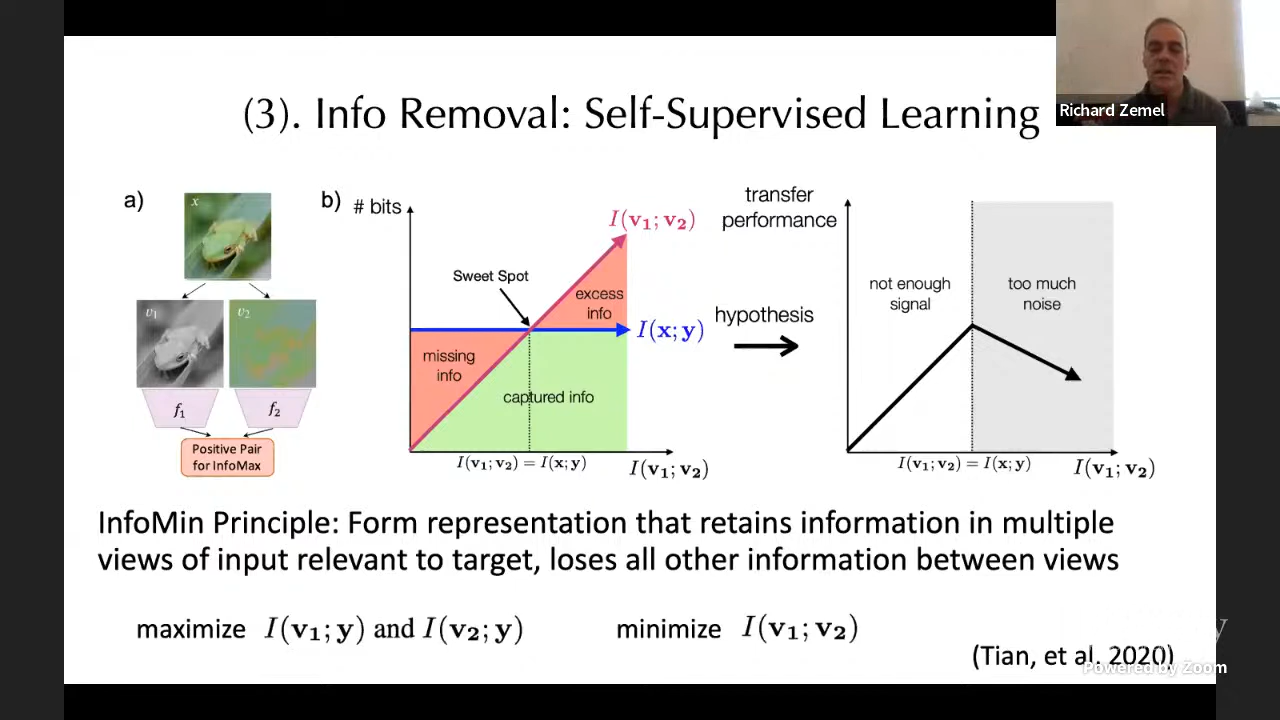 (3). Info Removal: Self-Supervised Learning
Richard Zemel
a)
x
v₁
v₂
f₁
f₂
Positive Pair
for InfoMax
b)
# bits
I(v₁; v₂)
Sweet Spot
excess
info
I(x; y)
missing
info
captured info
I(v₁; v₂) = I(x; y)
I(v₁; v₂)
hypothesis
transfer
performance
not enough
signal
too much
noise
I(v₁; v₂) = I(x; y)
I(v₁; v₂)
InfoMin Principle: Form representation that retains information in multiple
views of input relevant to target, loses all other information between views
maximize I(v₁; y) and I(v₂; y)
minimize I(v₁; v₂)
(Tian, et al. 2020)
Powered by Zoom